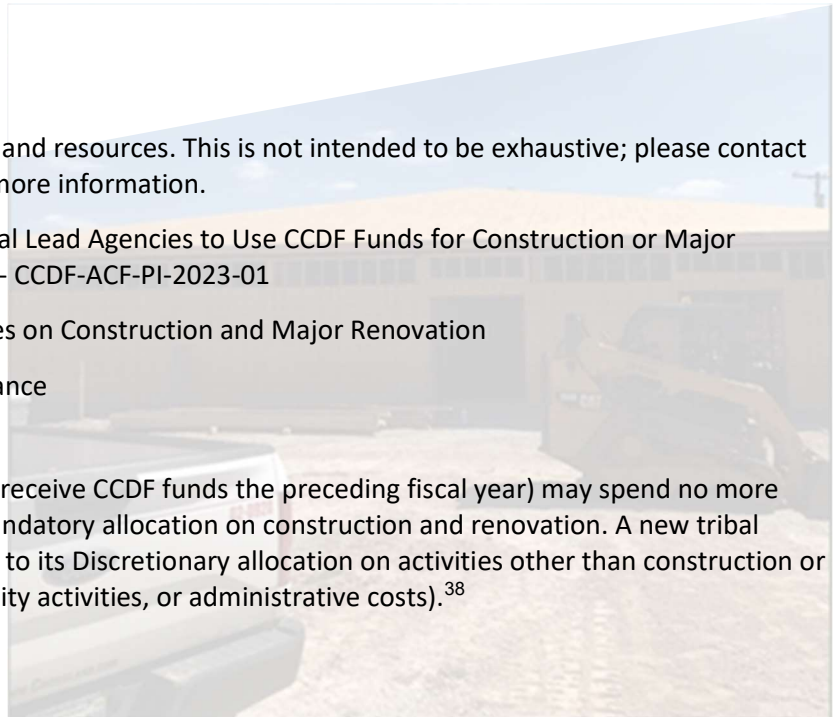 and resources. This is not intended to be exhaustive; please contact
more information.
al Lead Agencies to Use CCDF Funds for Construction or Major
– CCDF-ACF-PI-2023-01
es on Construction and Major Renovation
ance
receive CCDF funds the preceding fiscal year) may spend no more
ndatory allocation on construction and renovation. A new tribal
to its Discretionary allocation on activities other than construction or
ity activities, or administrative costs).38